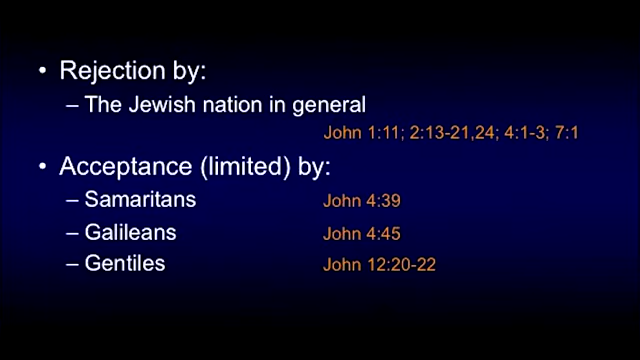 • Rejection by:
– The Jewish nation in general
John 1:11; 2:13-21,24; 4:1-3; 7:1
• Acceptance (limited) by:
– Samaritans John 4:39
– Galileans John 4:45
– Gentiles John 12:20-22